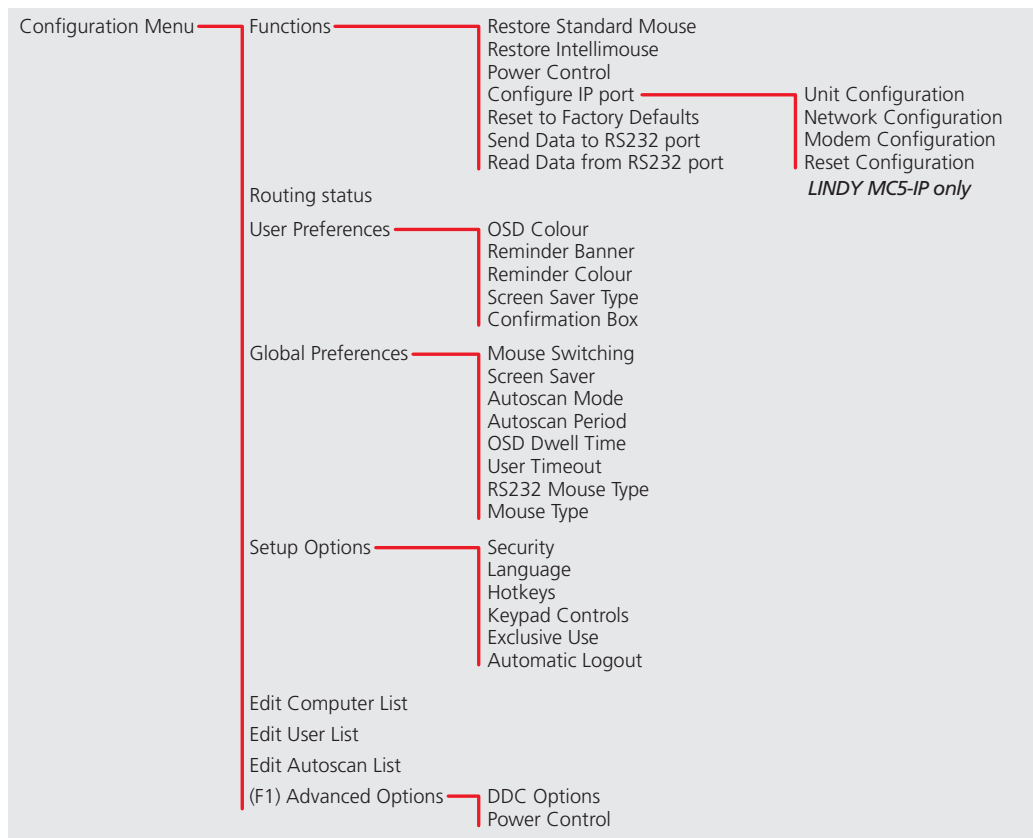 Configuration Menu
Functions
Restore Standard Mouse
Restore Intellimouse
Power Control
Configure IP port
Unit Configuration
Network Configuration
Modem Configuration
Reset Configuration
LINDY MC5-IP only
Reset to Factory Defaults
Send Data to RS232 port
Read Data from RS232 port
Routing status
User Preferences
OSD Colour
Reminder Banner
Reminder Colour
Screen Saver Type
Confirmation Box
Global Preferences
Mouse Switching
Screen Saver
Autoscan Mode
Autoscan Period
OSD Dwell Time
User Timeout
RS232 Mouse Type
Mouse Type
Setup Options
Security
Language
Hotkeys
Keypad Controls
Exclusive Use
Automatic Logout
Edit Computer List
Edit User List
Edit Autoscan List
(F1) Advanced Options
DDC Options
Power Control